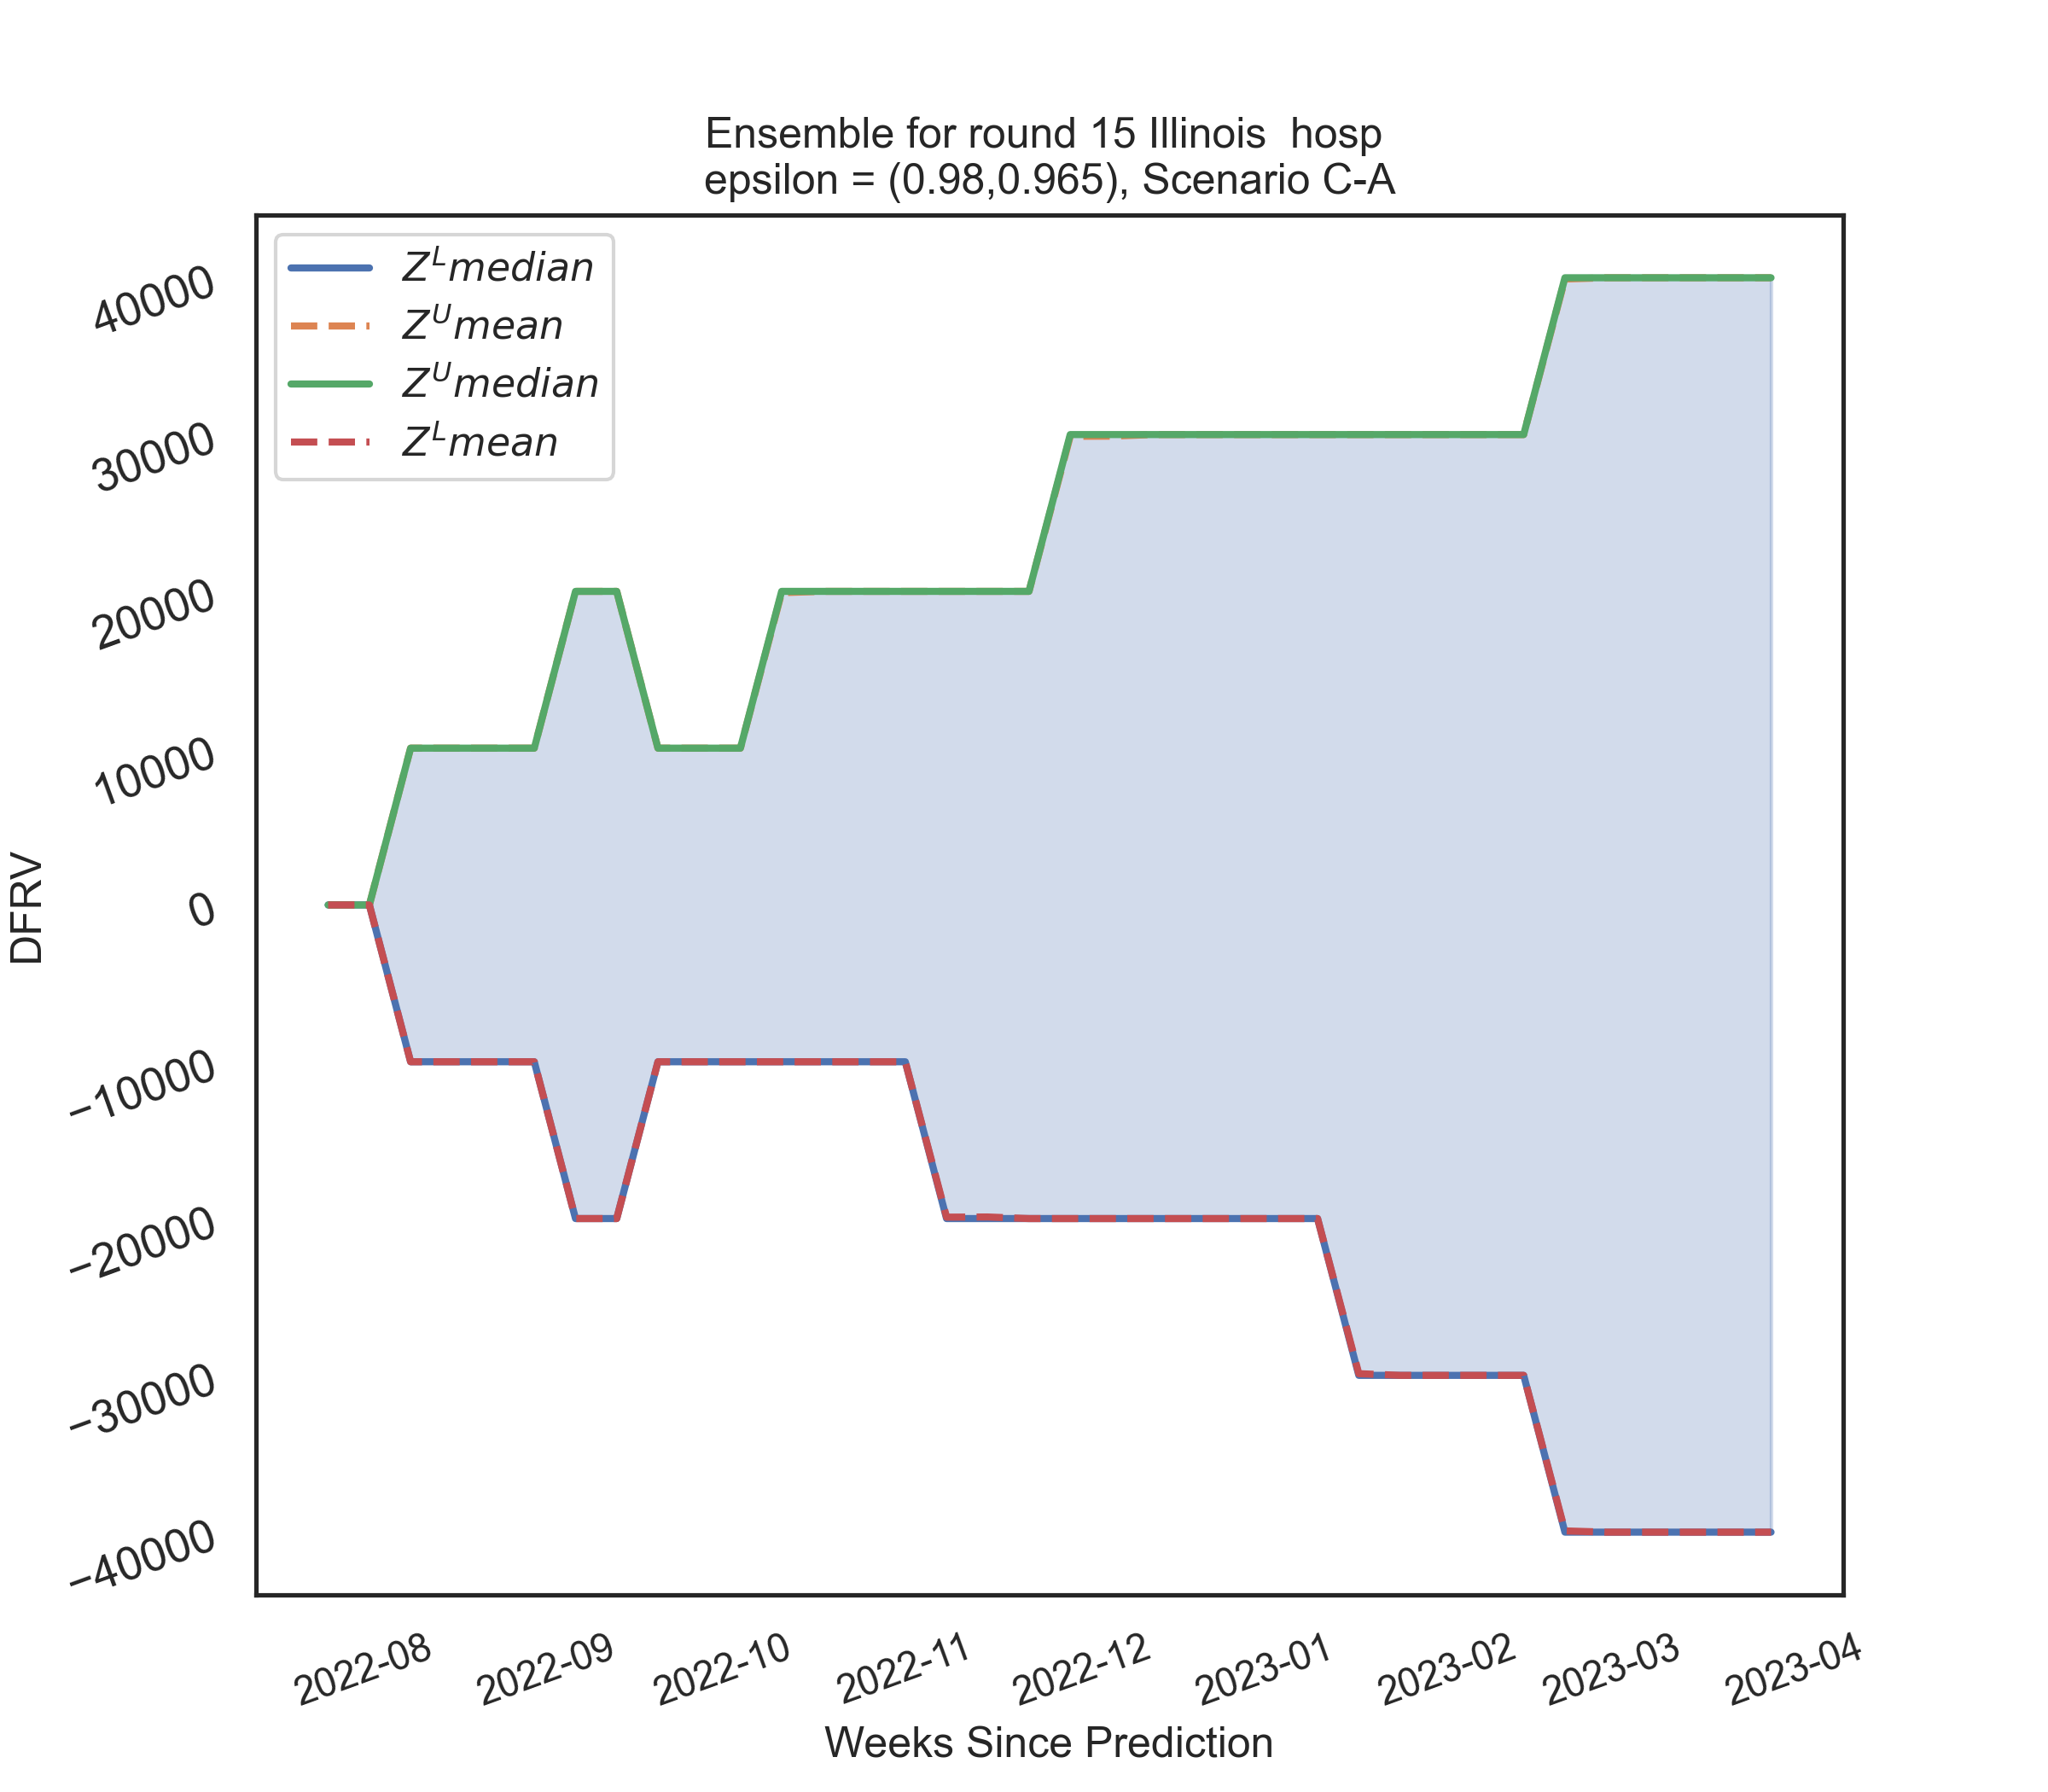 Ensemble for round 15 Illinois  hosp
epsilon = (0.98,0.965), Scenario C-A
Z^L median
Z^U mean
Z^U median
Z^L mean
40000
30000
20000
10000
0
−10000
−20000
−30000
−40000
DFRV
2022-08
2022-09
2022-10
2022-11
2022-12
2023-01
2023-02
2023-03
2023-04
Weeks Since Prediction